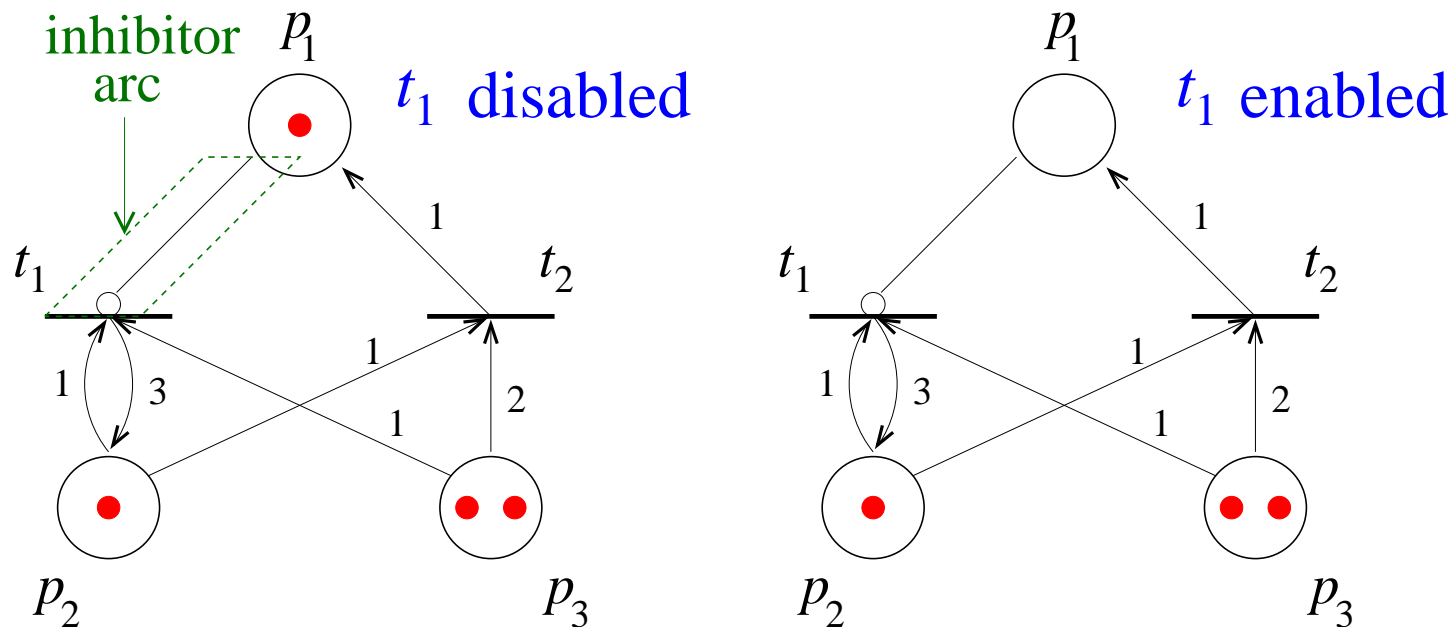 inhibitor
arc
p1
t1 disabled
1
t1
t2
1
3
1
1
2
p2
p3
p1
t1 enabled
1
t1
t2
1
3
1
1
2
p2
p3